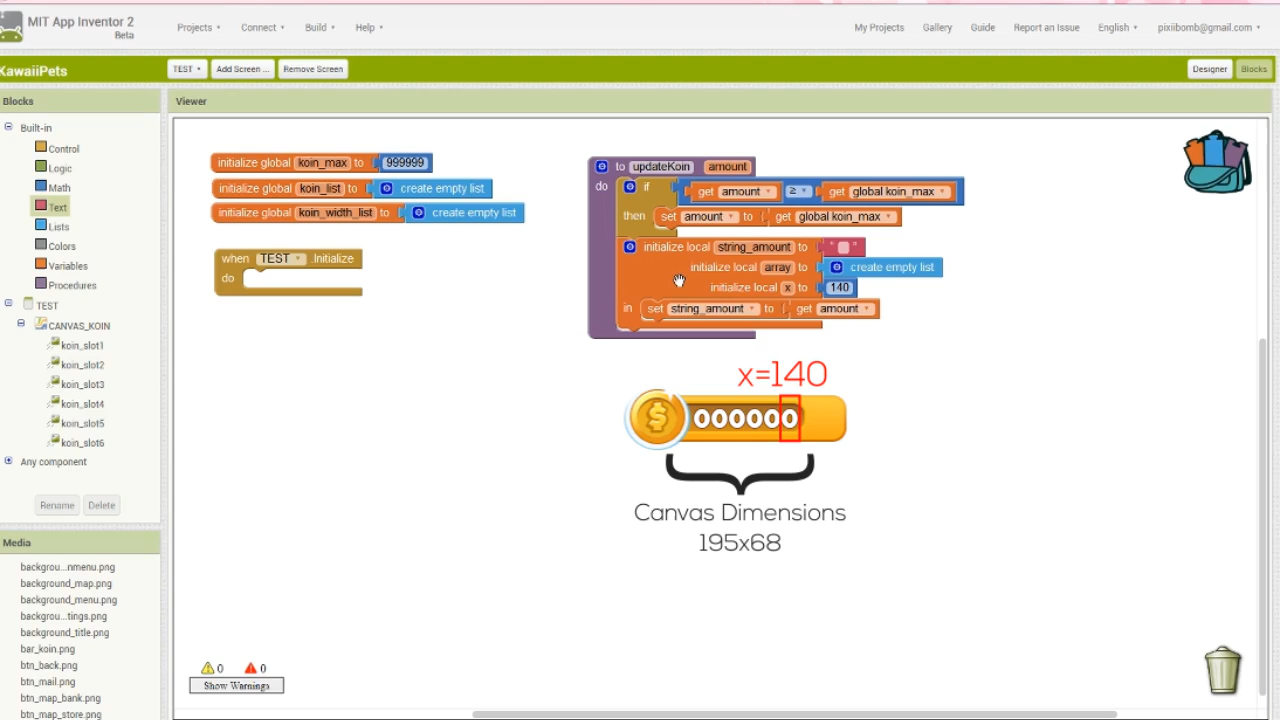 MIT App Inventor 2
Beta
Projects Connect Build Help
My Projects Gallery Guide Report an Issue English pixiibomb@gmail.com
KawaiiPets
TEST Add Screen ... Remove Screen
Designer Blocks
Blocks
Viewer
Built-in
Control
Logic
Math
Text
Lists
Colors
Variables
Procedures
TEST
CANVAS_KOIN
koin_slot1
koin_slot2
koin_slot3
koin_slot4
koin_slot5
koin_slot6
Any component
Rename Delete
Media
backgrou...nmenu.png
background_map.png
background_menu.png
backgrou...tings.png
background_title.png
bar_koin.png
btn_back.png
btn_mail.png
btn_map_bank.png
btn_map_store.png
initialize global koin_max to 999999
initialize global koin_list to create empty list
initialize global koin_width_list to create empty list
when TEST .Initialize
do
to updateKoin amount
do if get amount ≥ get global koin_max
then set amount to get global koin_max
initialize local string_amount to " "
initialize local array to create empty list
initialize local x to 140
in set string_amount to get amount
x=140
$ 000000
Canvas Dimensions
195x68
0 0
Show Warnings